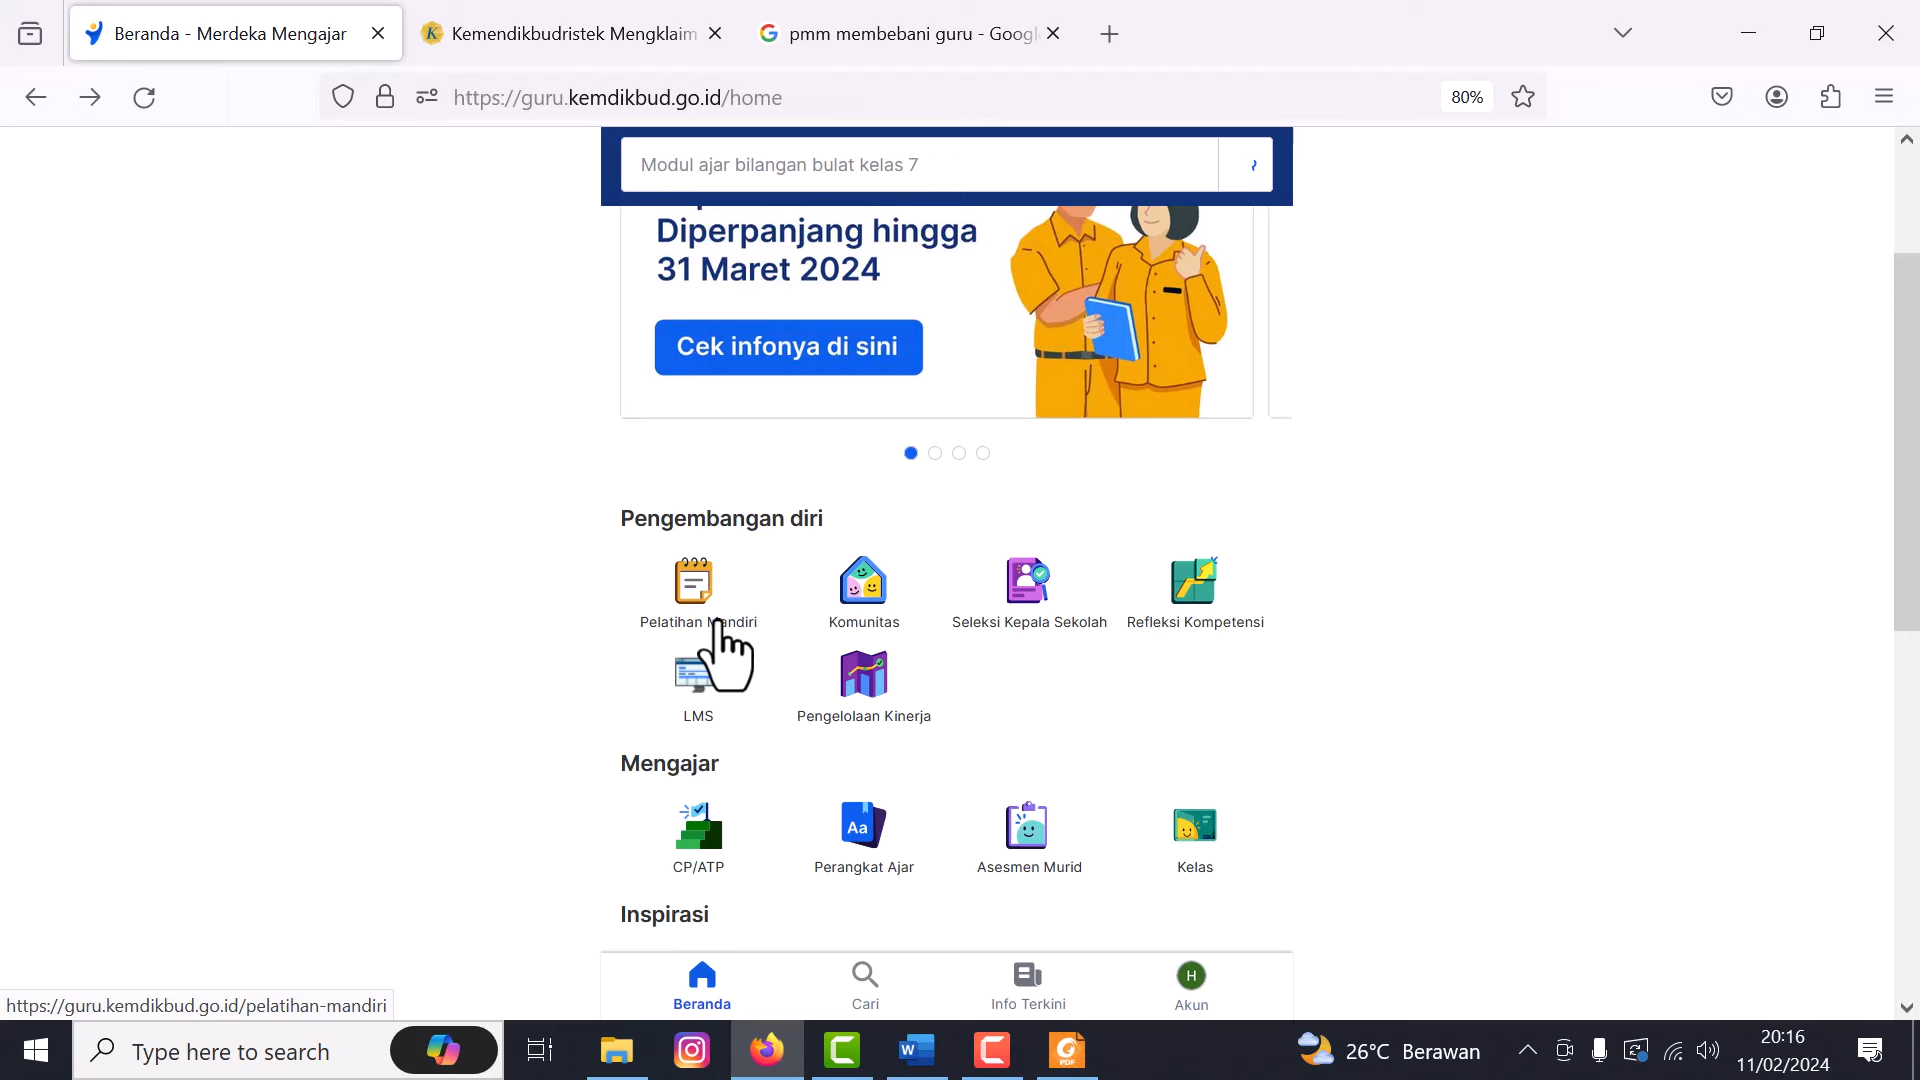 Beranda - Merdeka Mengajar
Kemendikbudristek Mengklaim
pmm membebani guru - Googl
https://guru.kemdikbud.go.id/home
80%
Modul ajar bilangan bulat kelas 7
Diperpanjang hingga
31 Maret 2024
Cek infonya di sini
Pengembangan diri
Pelatihan Mandiri
Komunitas
Seleksi Kepala Sekolah
Refleksi Kompetensi
LMS
Pengelolaan Kinerja
Mengajar
Aa
CP/ATP
Perangkat Ajar
Asesmen Murid
Kelas
Inspirasi
H
Beranda
Cari
Info Terkini
Akun
https://guru.kemdikbud.go.id/pelatihan-mandiri
Type here to search
26°C Berawan
20:16
11/02/2024